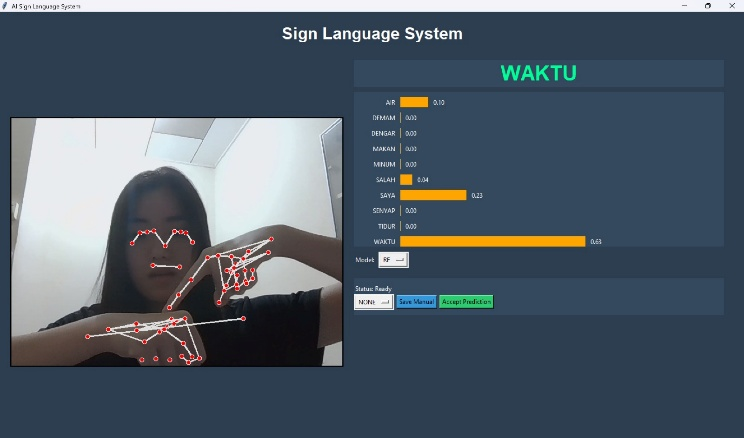 AI Sign Language System
Sign Language System
WAKTU
AIR 0.10
DEMAM 0.00
DENGAR 0.00
MAKAN 0.00
MINUM 0.00
SALAH 0.04
SAYA 0.23
SENYAP 0.00
TIDUR 0.00
WAKTU 0.63
Model: RF
Status: Ready
NONE Save Manual Accept Prediction